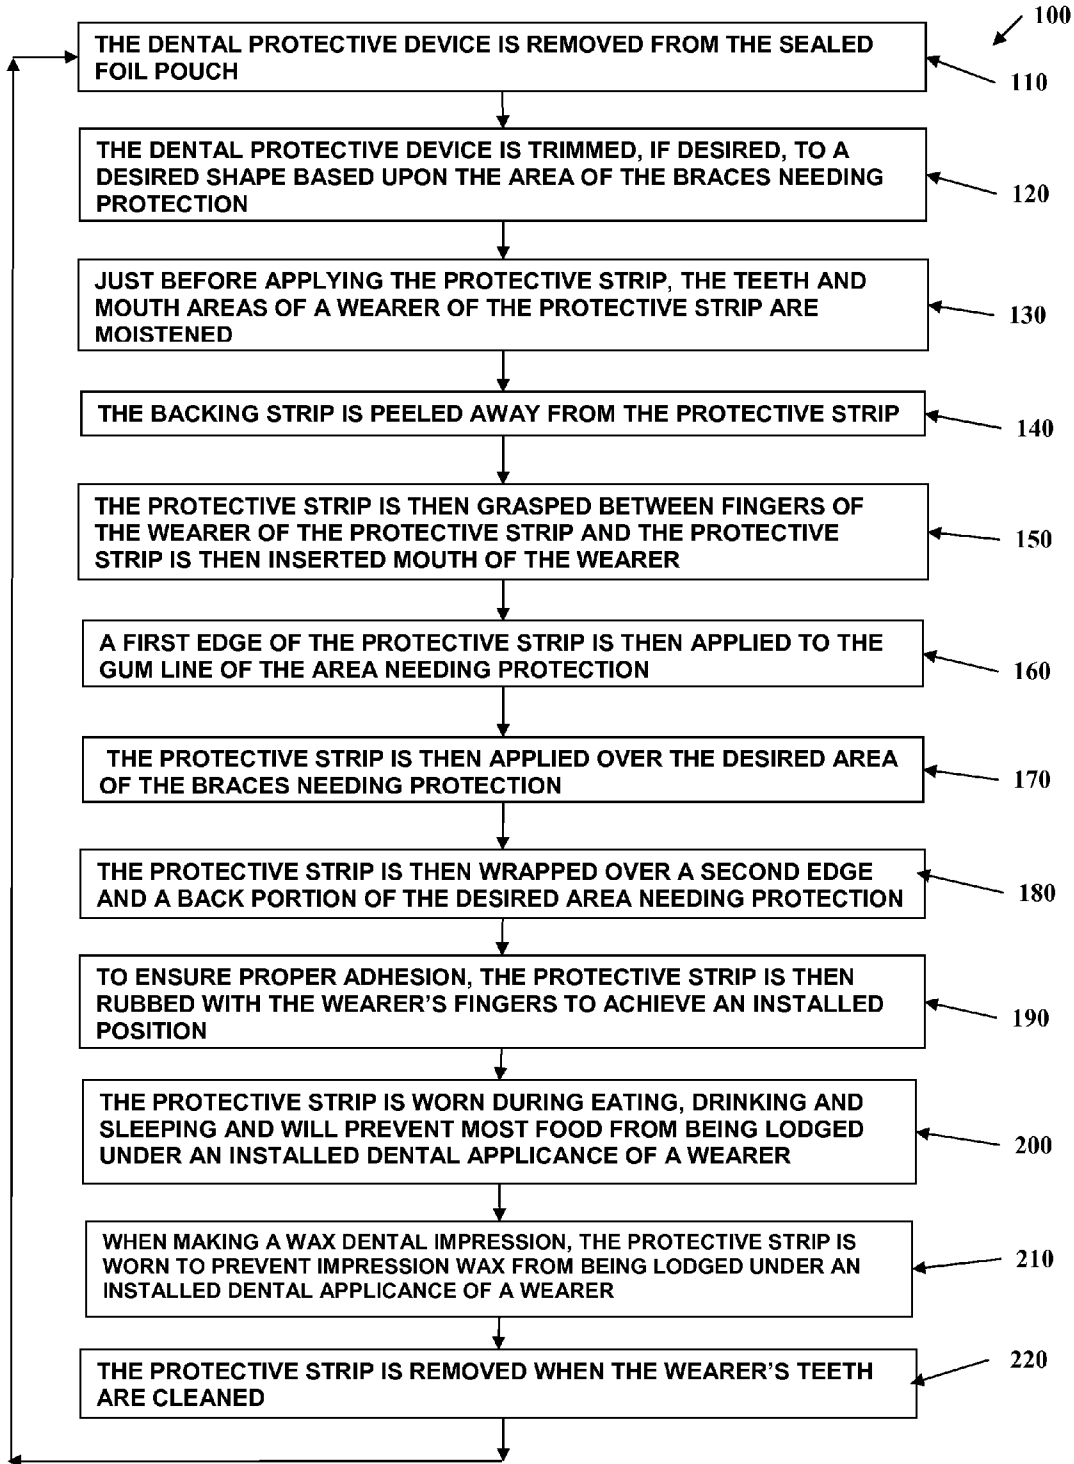 100
THE DENTAL PROTECTIVE DEVICE IS REMOVED FROM THE SEALED
FOIL POUCH
110
THE DENTAL PROTECTIVE DEVICE IS TRIMMED, IF DESIRED, TO A
DESIRED SHAPE BASED UPON THE AREA OF THE BRACES NEEDING
PROTECTION
120
JUST BEFORE APPLYING THE PROTECTIVE STRIP, THE TEETH AND
MOUTH AREAS OF A WEARER OF THE PROTECTIVE STRIP ARE
MOISTENED
130
THE BACKING STRIP IS PEELED AWAY FROM THE PROTECTIVE STRIP
140
THE PROTECTIVE STRIP IS THEN GRASPED BETWEEN FINGERS OF
THE WEARER OF THE PROTECTIVE STRIP AND THE PROTECTIVE
STRIP IS THEN INSERTED MOUTH OF THE WEARER
150
A FIRST EDGE OF THE PROTECTIVE STRIP IS THEN APPLIED TO THE
GUM LINE OF THE AREA NEEDING PROTECTION
160
THE PROTECTIVE STRIP IS THEN APPLIED OVER THE DESIRED AREA
OF THE BRACES NEEDING PROTECTION
170
THE PROTECTIVE STRIP IS THEN WRAPPED OVER A SECOND EDGE
AND A BACK PORTION OF THE DESIRED AREA NEEDING PROTECTION
180
TO ENSURE PROPER ADHESION, THE PROTECTIVE STRIP IS THEN
RUBBED WITH THE WEARER'S FINGERS TO ACHIEVE AN INSTALLED
POSITION
190
THE PROTECTIVE STRIP IS WORN DURING EATING, DRINKING AND
SLEEPING AND WILL PREVENT MOST FOOD FROM BEING LODGED
UNDER AN INSTALLED DENTAL APPLICANCE OF A WEARER
200
WHEN MAKING A WAX DENTAL IMPRESSION, THE PROTECTIVE STRIP IS
WORN TO PREVENT IMPRESSION WAX FROM BEING LODGED UNDER AN
INSTALLED DENTAL APPLICANCE OF A WEARER
210
THE PROTECTIVE STRIP IS REMOVED WHEN THE WEARER'S TEETH
ARE CLEANED
220